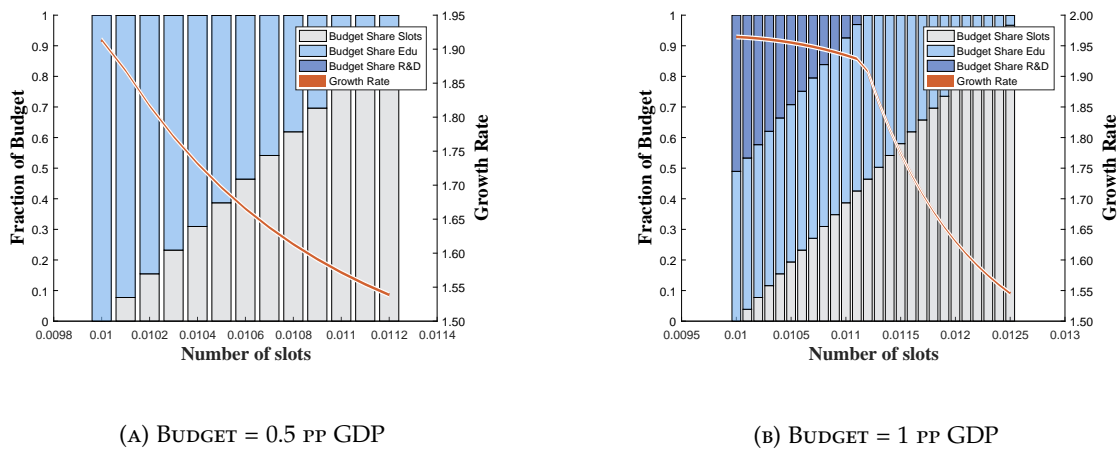 1
0.9
0.8
0.7
0.6
0.5
0.4
0.3
0.2
0.1
0
Fraction of Budget
1.95
1.90
1.85
1.80
1.75
1.70
1.65
1.60
1.55
1.50
Growth Rate
Budget Share Slots
Budget Share Edu
Budget Share R&D
Growth Rate
0.0098 0.01 0.0102 0.0104 0.0106 0.0108 0.011 0.0112 0.0114
Number of slots
(A) BUDGET = 0.5 PP GDP
1
0.9
0.8
0.7
0.6
0.5
0.4
0.3
0.2
0.1
0
Fraction of Budget
2.00
1.95
1.90
1.85
1.80
1.75
1.70
1.65
1.60
1.55
1.50
Growth Rate
Budget Share Slots
Budget Share Edu
Budget Share R&D
Growth Rate
0.0095 0.01 0.0105 0.011 0.0115 0.012 0.0125 0.013
Number of slots
(B) BUDGET = 1 PP GDP